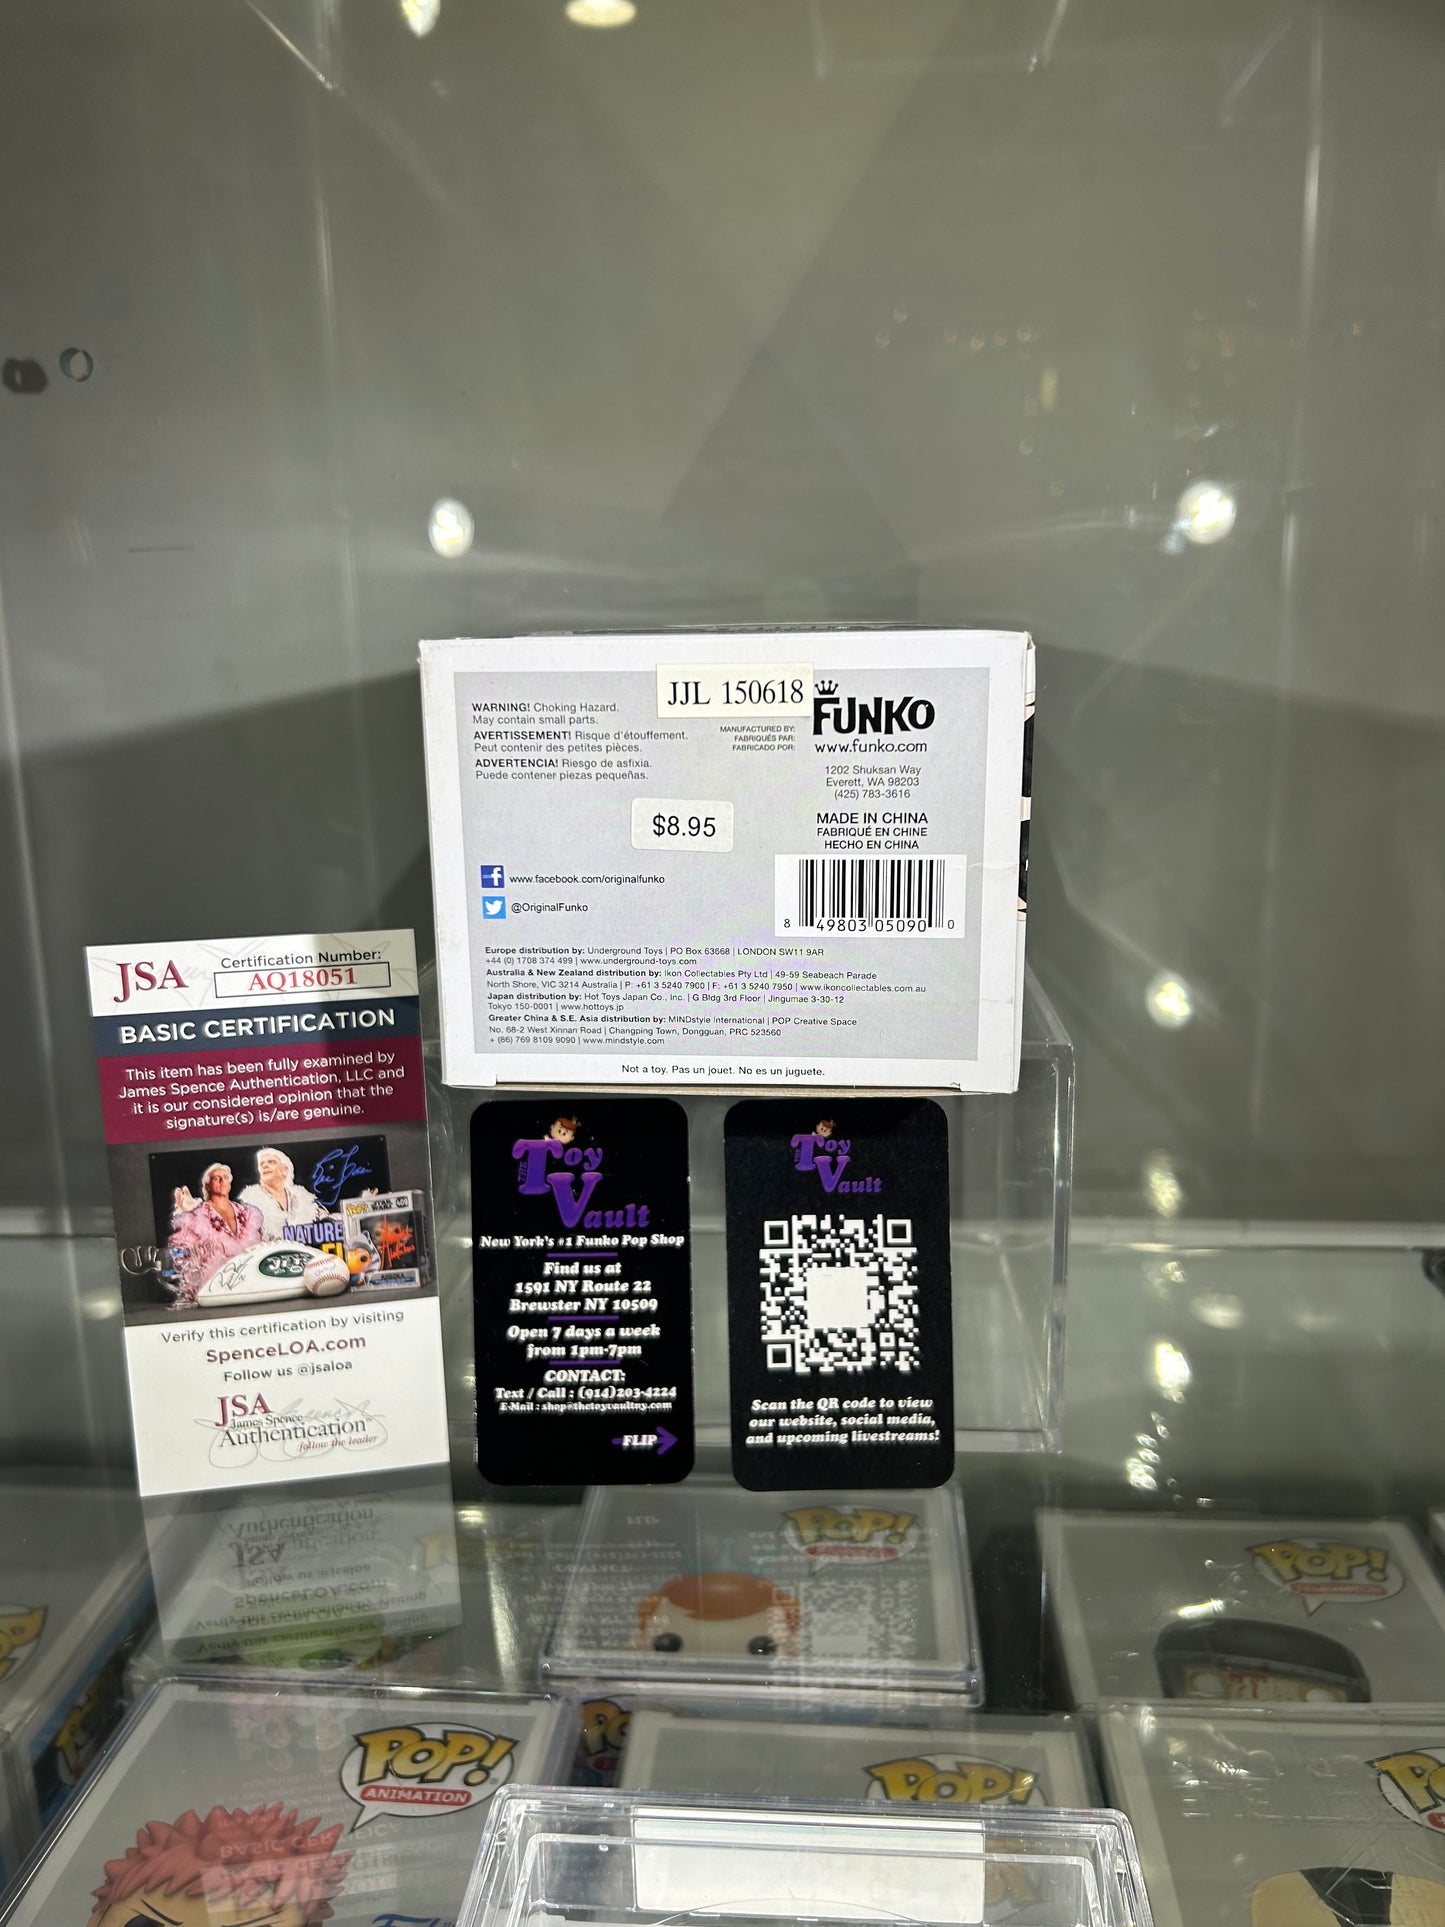 JJL 150618
WARNING! Choking Hazard.
May contain small parts.
AVERTISSEMENT! Risque d'étouffement.
Peut contenir des petites pièces.
ADVERTENCIA! Riesgo de asfixia.
Puede contener piezas pequeñas.
MANUFACTURED BY:
FABRIQUÉS PAR:
FABRICADO POR:
FUNKO
www.funko.com
1202 Shuksan Way
Everett, WA 98203
(425) 783-3616
$8.95
MADE IN CHINA
FABRIQUÉ EN CHINE
HECHO EN CHINA
www.facebook.com/originalfunko
@OriginalFunko
8 49803 05090 0
Europe distribution by: Underground Toys | PO Box 63668 | LONDON SW11 9AR
+44 (0) 1708 374 499 | www.underground-toys.com
Australia & New Zealand distribution by: Ikon Collectables Pty Ltd | 49-59 Seabeach Parade
North Shore, VIC 3214 Australia | P: +61 3 5240 7900 | F: +61 3 5240 7950 | www.ikoncollectables.com.au
Japan distribution by: Hot Toys Japan Co., Inc. | G Bldg 3rd Floor | Jingumae 3-30-12
Tokyo 150-0001 | www.hottoys.jp
Greater China & S.E. Asia distribution by: MINDstyle International | POP Creative Space
No. 68-2 West Xinnan Road | Changping Town, Dongguan, PRC 523560
+ (86) 769 8109 9090 | www.mindstyle.com
Not a toy. Pas un jouet. No es un juguete.
JSA
Certification Number:
AQ18051
BASIC CERTIFICATION
This item has been fully examined by
James Spence Authentication, LLC and
it is our considered opinion that the
signature(s) is/are genuine.
NATURE
Verify this certification by visiting
SpenceLOA.com
Follow us @jsaloa
JSA
James Spence
Authentication
follow the leader
THE Toy Vault
New York's #1 Funko Pop Shop
Find us at
1591 NY Route 22
Brewster NY 10509
Open 7 days a week
from 1pm-7pm
CONTACT:
Text / Call : (914)203-4224
E-Mail : shop@thetoyvaultny.com
FLIP
THE Toy Vault
Scan the QR code to view
our website, social media,
and upcoming livestreams!
POP!
POP!
POP!
ANIMATION
POP!